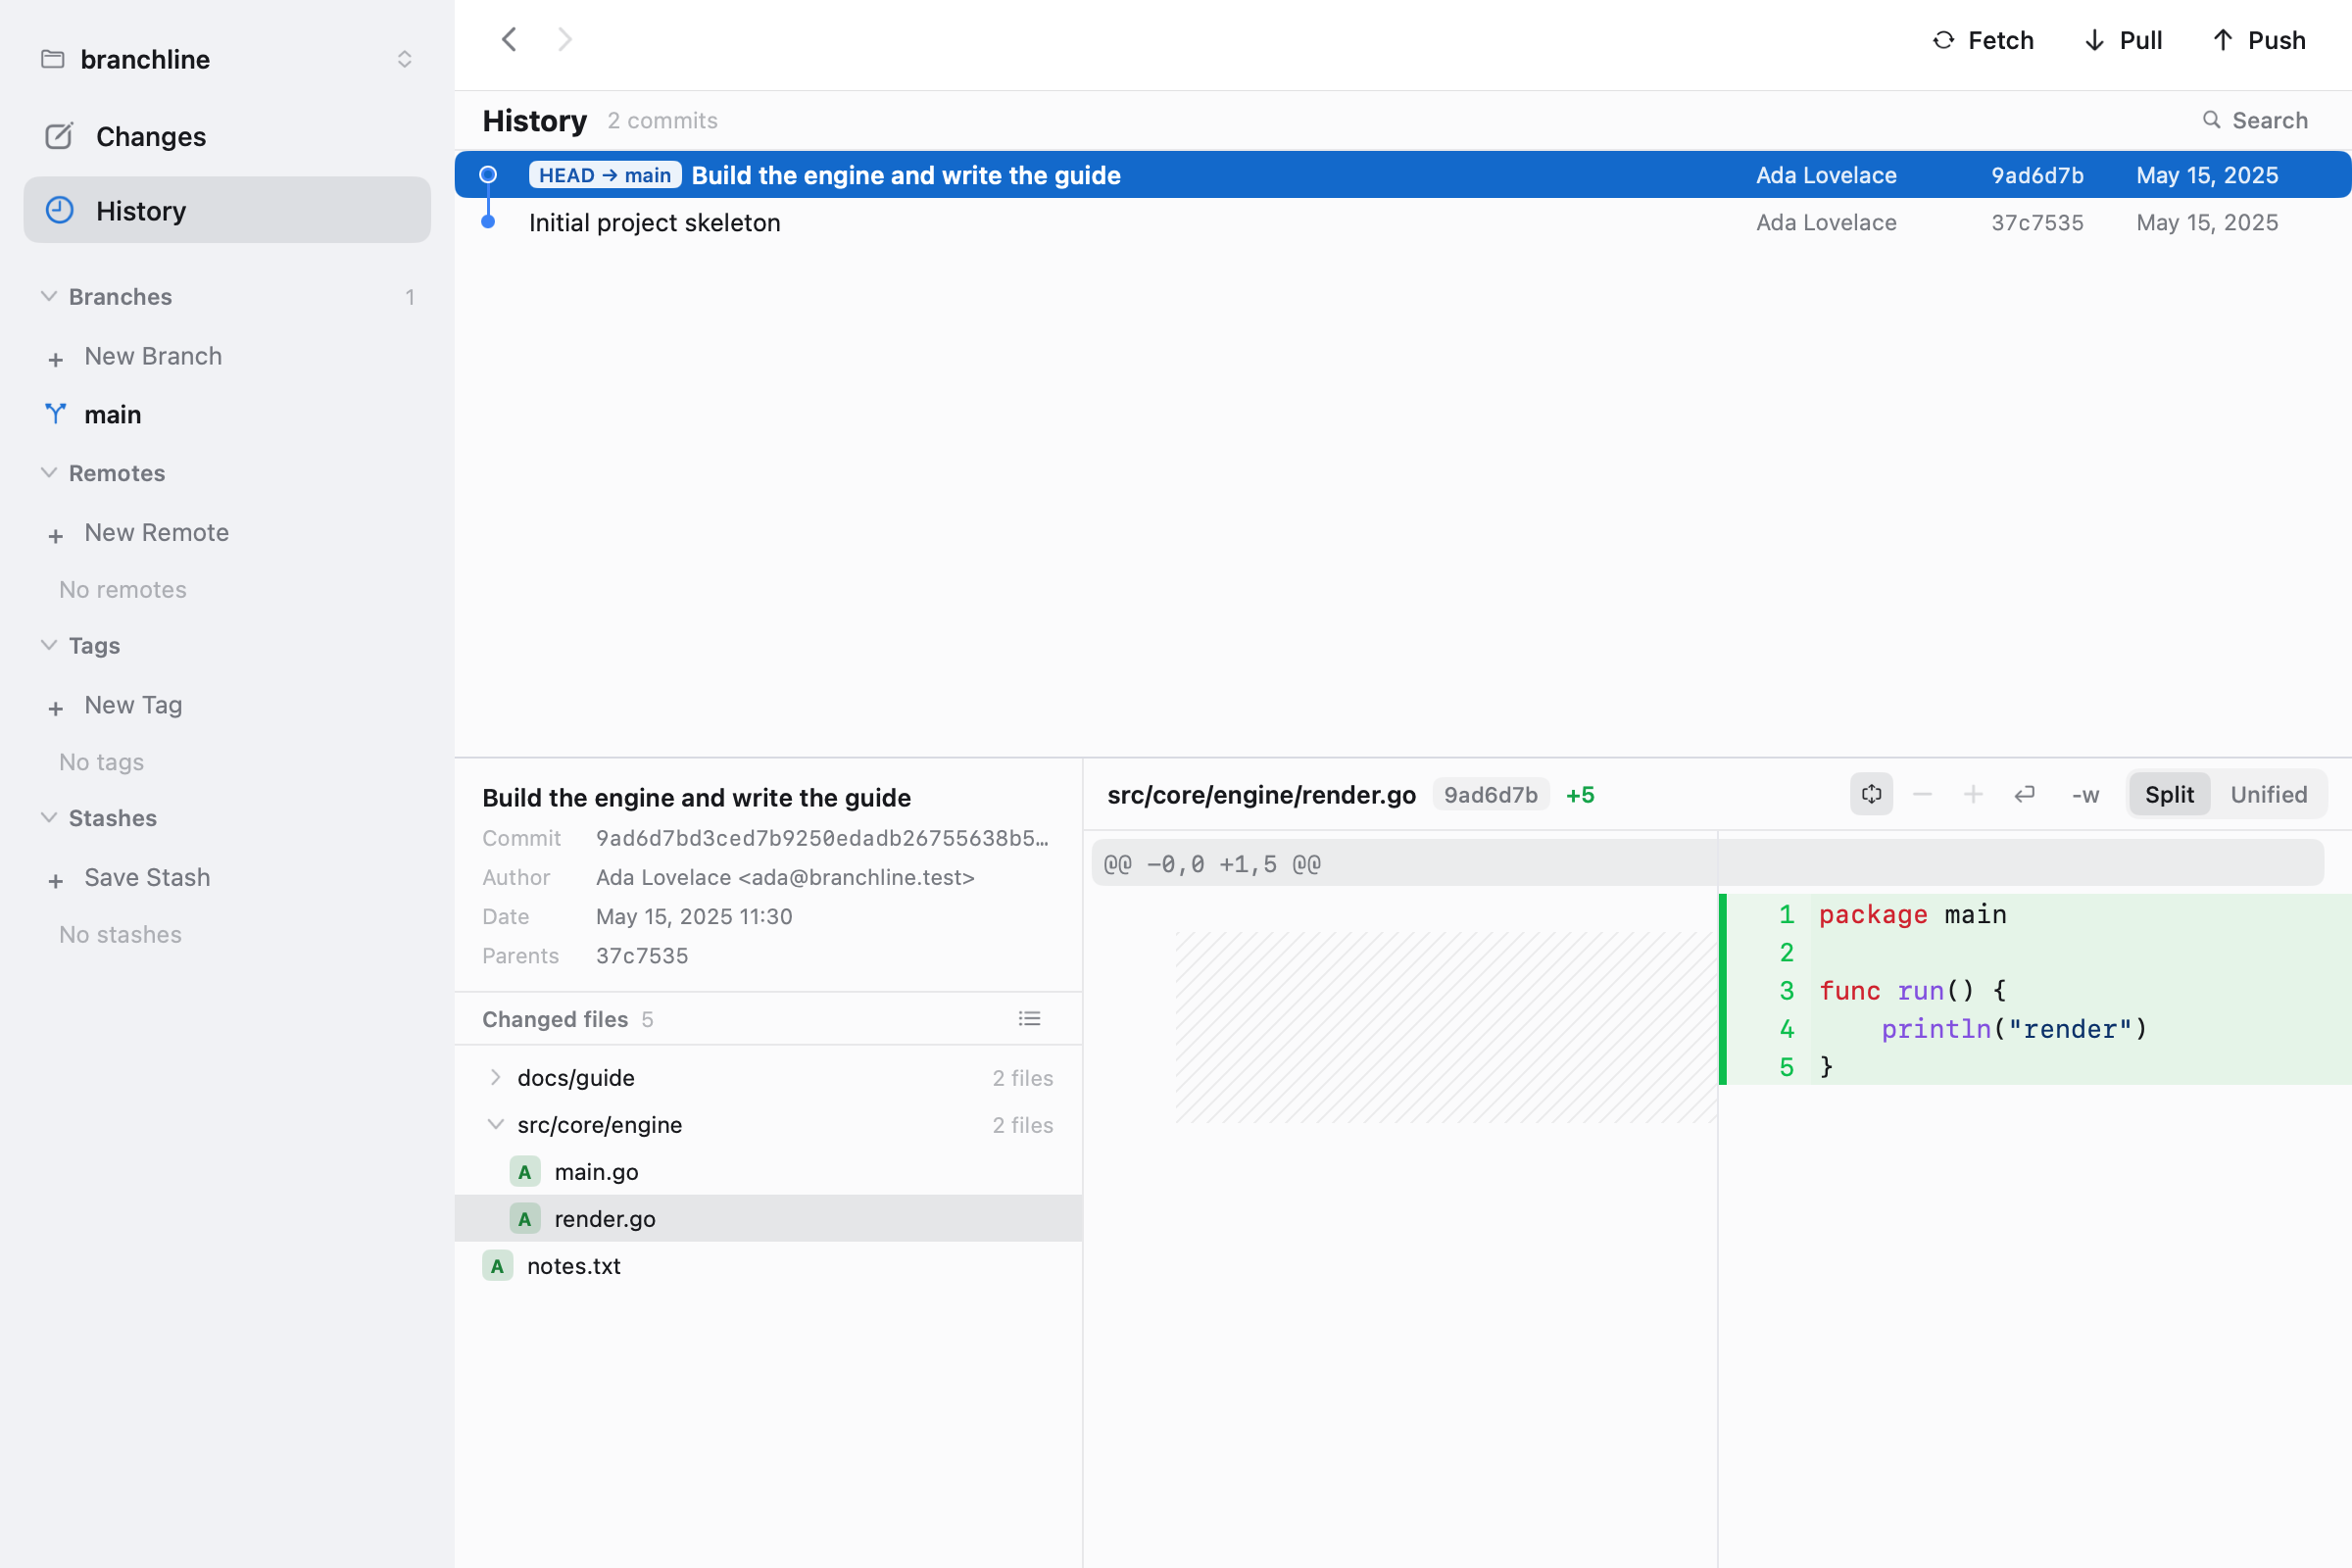 branchline
Changes
History
Branches 1
+ New Branch
main
Remotes
+ New Remote
No remotes
Tags
+ New Tag
No tags
Stashes
+ Save Stash
No stashes
Fetch
Pull
Push
History 2 commits
Search
HEAD → main Build the engine and write the guide Ada Lovelace 9ad6d7b May 15, 2025
Initial project skeleton Ada Lovelace 37c7535 May 15, 2025
Build the engine and write the guide
Commit 9ad6d7bd3ced7b9250edadb26755638b5…
Author Ada Lovelace <ada@branchline.test>
Date May 15, 2025 11:30
Parents 37c7535
Changed files 5
docs/guide 2 files
src/core/engine 2 files
A main.go
A render.go
A notes.txt
src/core/engine/render.go 9ad6d7b +5
-w Split Unified
@@ −0,0 +1,5 @@
1 package main
2
3 func run() {
4     println("render")
5 }